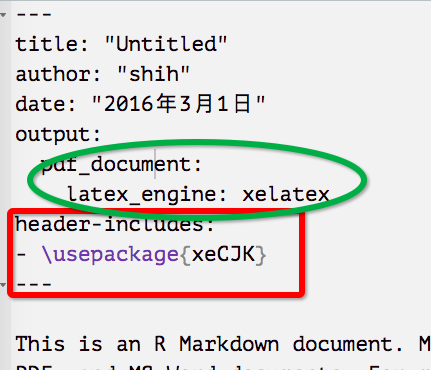 ---
title: "Untitled"
author: "shih"
date: "2016年3月1日"
output:
  pdf_document:
    latex_engine: xelatex
header-includes:
- \usepackage{xeCJK}
---
This is an R Markdown document. M